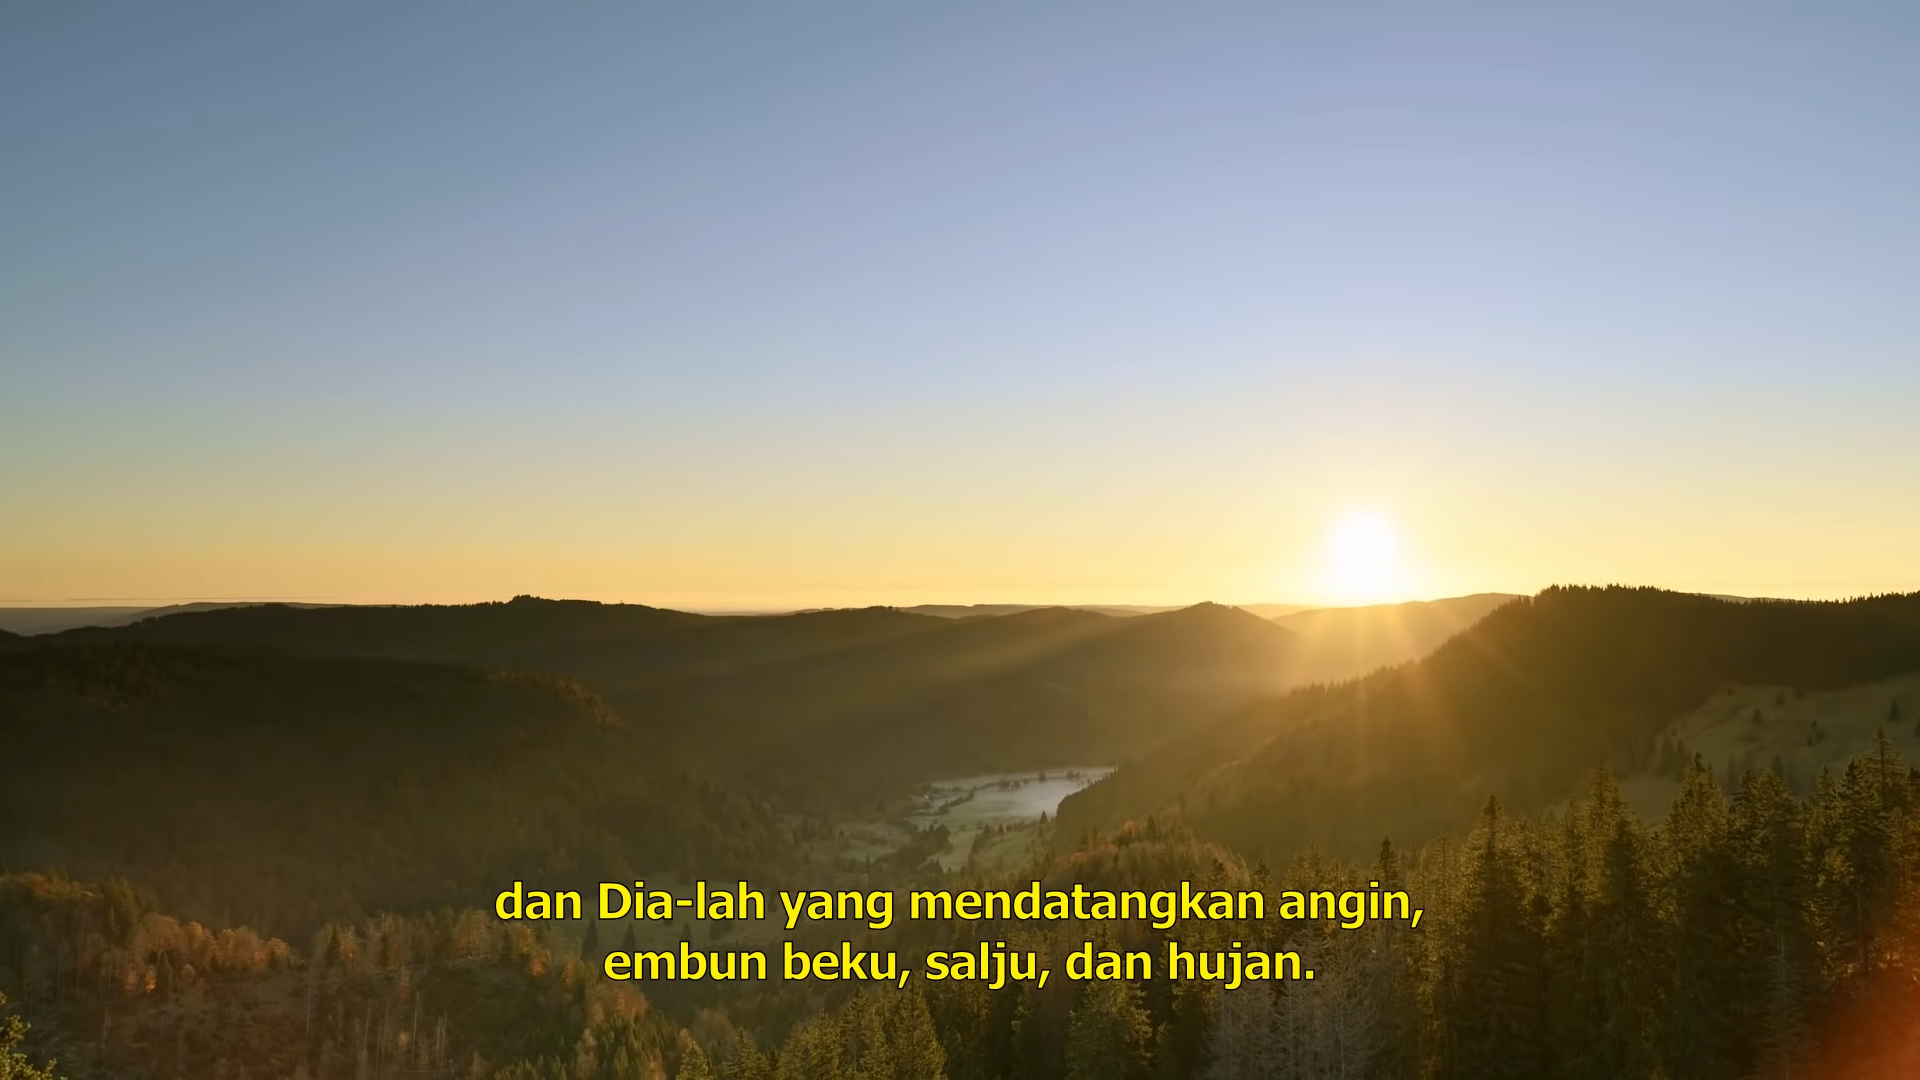 dan Dia-lah yang mendatangkan angin,
embun beku, salju, dan hujan.